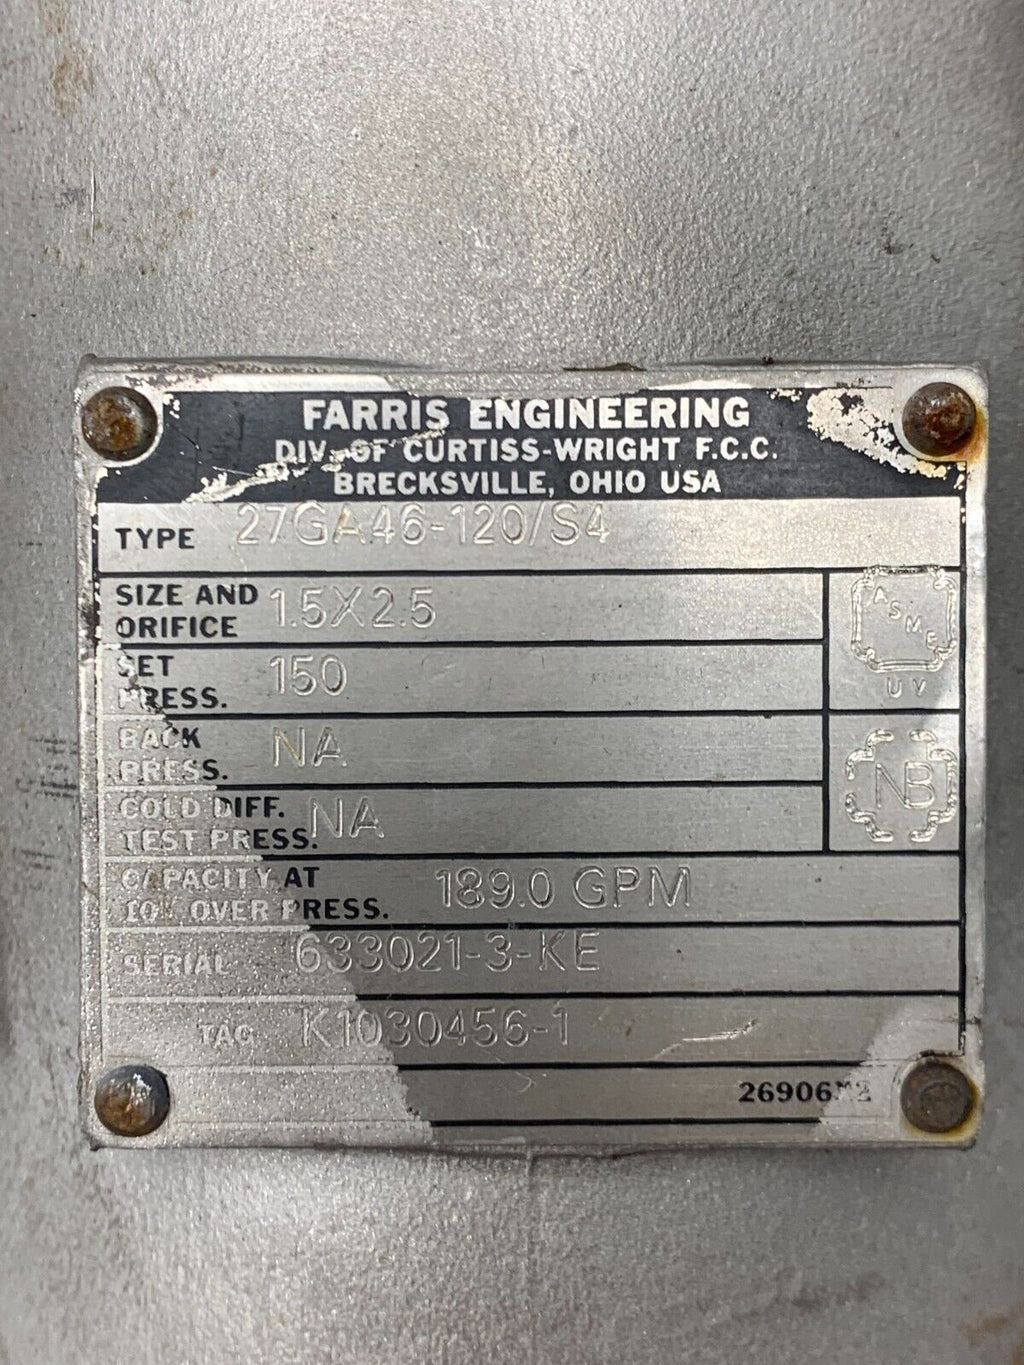 FARRIS ENGINEERING
DIV. OF CURTISS-WRIGHT F.C.C.
BRECKSVILLE, OHIO USA
TYPE 27GA46-120/S4
SIZE AND
ORIFICE 1.5X2.5
ASME
UV
SET
PRESS. 150
BACK
PRESS. NA
NB
COLD DIFF.
TEST PRESS. NA
CAPACITY AT
10% OVER PRESS. 189.0 GPM
SERIAL 633021-3-KE
TAG K1030456-1